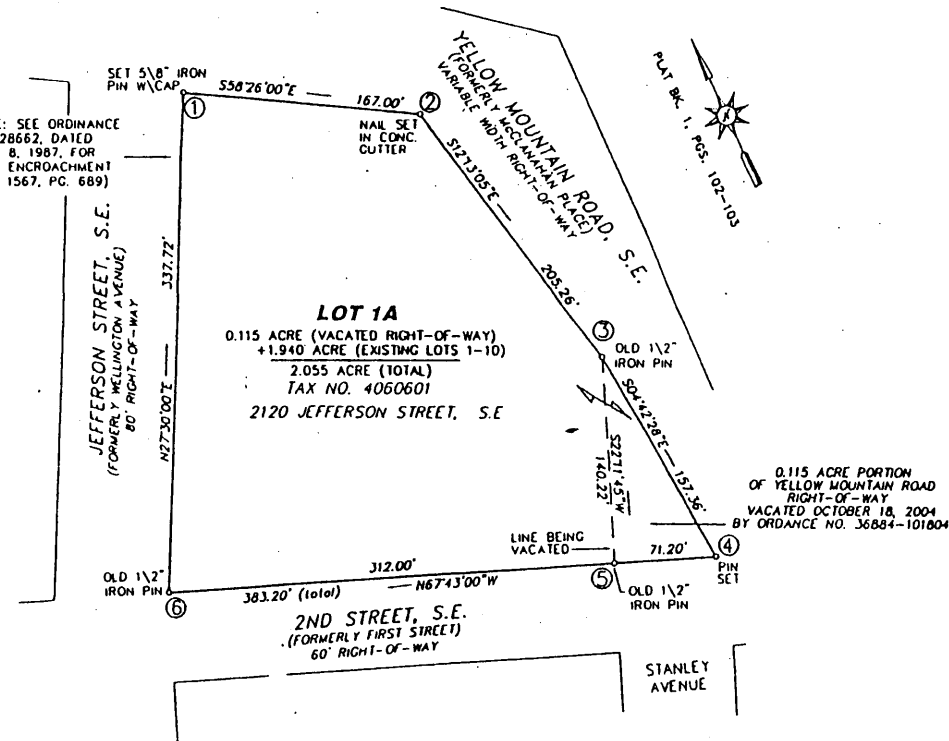 SET 5\8" IRON
PIN W\CAP
①
S58°26'00"E
167.00'
②
NAIL SET
IN CONC.
GUTTER
YELLOW MOUNTAIN ROAD, S.E.
(FORMERLY McCLANAHAN PLACE)
VARIABLE WIDTH RIGHT-OF-WAY
PLAT BK. 1, PGS. 102-103
: SEE ORDINANCE
28662, DATED
8, 1987, FOR
ENCROACHMENT
1567, PG. 689)
JEFFERSON STREET, S.E.
(FORMERLY WELLINGTON AVENUE)
80' RIGHT-OF-WAY
337.72'
N27°30'00"E
S12°13'05"E
205.26'
LOT 1A
0.115 ACRE (VACATED RIGHT-OF-WAY)
+1.940 ACRE (EXISTING LOTS 1-10)
2.055 ACRE (TOTAL)
TAX NO. 4060601
2120 JEFFERSON STREET, S.E
③
OLD 1\2"
IRON PIN
S04°42'28"E
157.36'
S22°11'45"W
140.22'
0.115 ACRE PORTION
OF YELLOW MOUNTAIN ROAD
RIGHT-OF-WAY
VACATED OCTOBER 18, 2004
BY ORDANCE NO. 36884-101804
LINE BEING
VACATED
71.20'
④
PIN
SET
OLD 1\2"
IRON PIN
⑥
312.00'
383.20' (total)
N67°43'00"W
⑤
OLD 1\2"
IRON PIN
2ND STREET, S.E.
(FORMERLY FIRST STREET)
60' RIGHT-OF-WAY
STANLEY
AVENUE